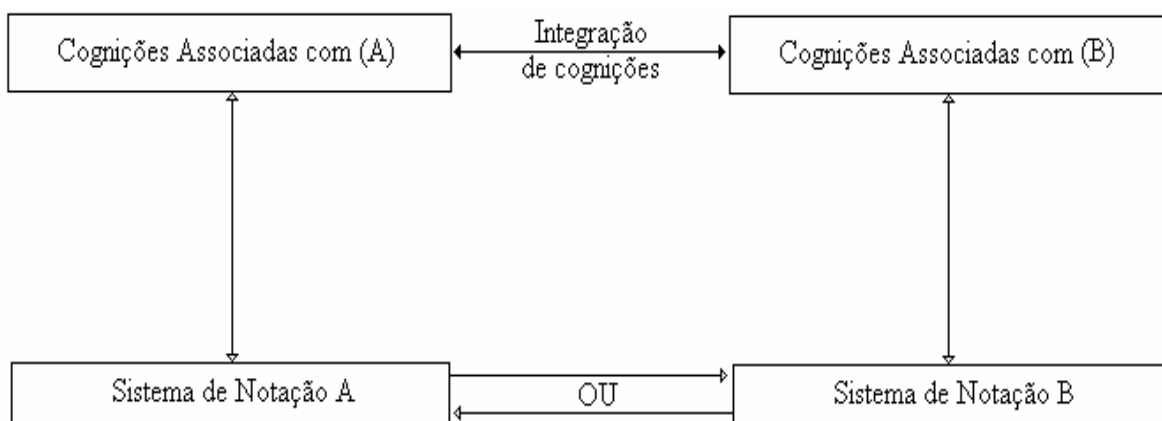 Cognições Associadas com (A)
Integração
de cognições
Cognições Associadas com (B)
Sistema de Notação A
OU
Sistema de Notação B